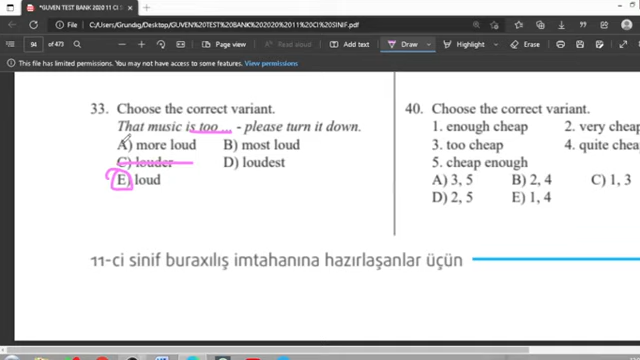 *GUVEN TEST BANK 2020 11 CI S
File
C:/Users/Grundig/Desktop/GUVEN%20TEST%20BANK%202020%2011%20CI%20SINIF.pdf
94 of 473
Page view
Add text
Draw
Highlight
Erase
This file has limited permissions. You may not have access to some features. View permissions
33. Choose the correct variant.
That music is too ... - please turn it down.
A) more loud B) most loud
C) louder D) loudest
E) loud
40. Choose the correct variant.
1. enough cheap 2. very cheap
3. too cheap 4. quite chea
5. cheap enough
A) 3, 5 B) 2, 4 C) 1, 3
D) 2, 5 E) 1, 4
11-ci sinif buraxılış imtahanına hazırlaşanlar üçün